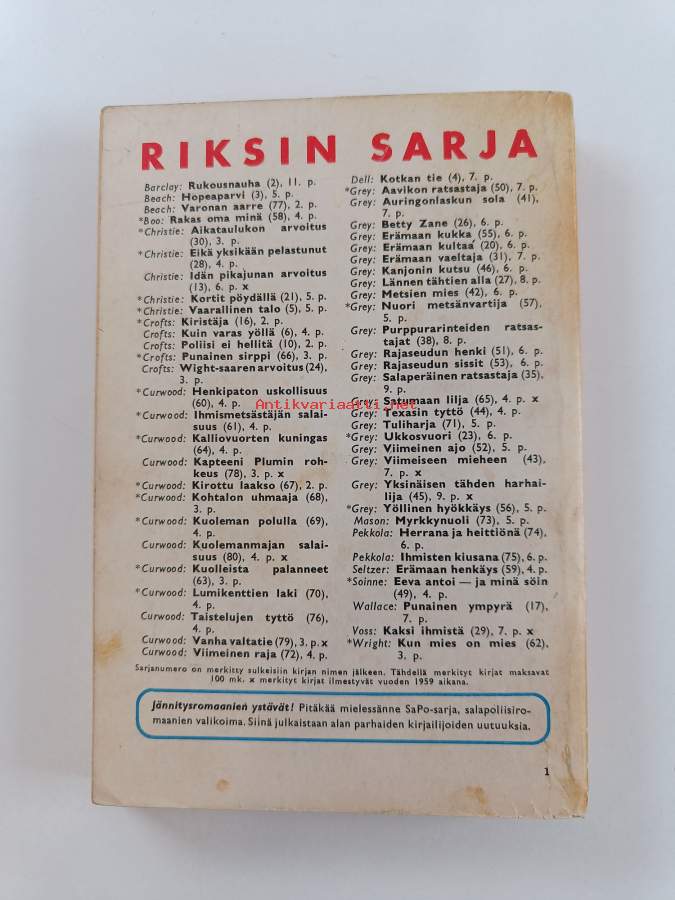 RIKSIN SARJA
Barclay: Rukousnauha (2), 11. p.
Beach: Hopeaparvi (3), 5. p.
Beach: Varonan aarre (77), 2. p.
*Boo: Rakas oma minä (58), 4. p.
*Christie: Aikataulukon arvoitus
(30), 3. p.
*Christie: Eikä yksikään pelastunut
(28), 4. p.
Christie: Idän pikajunan arvoitus
(13), 6. p. x
*Christie: Kortit pöydällä (21), 5. p.
*Christie: Vaarallinen talo (5), 5. p.
*Crofts: Kiristäjä (16), 2. p.
Crofts: Kuin varas yöllä (6), 4. p.
Crofts: Poliisi ei hellitä (10), 2. p.
*Crofts: Punainen sirppi (66), 3. p.
Crofts: Wight-saaren arvoitus (24),
3. p.
*Curwood: Henkipaton uskollisuus
(60), 4. p.
*Curwood: Ihmismetsästäjän salai-
suus (61), 4. p.
*Curwood: Kalliovuorten kuningas
(64), 4. p.
Curwood: Kapteeni Plumin roh-
keus (78), 3. p. x
*Curwood: Kirottu laakso (67), 2. p.
*Curwood: Kohtalon uhmaaja (68),
3. p.
*Curwood: Kuoleman polulla (69),
4. p.
Curwood: Kuolemanmajan salai-
suus (80), 4. p. x
*Curwood: Kuolleista palanneet
(63), 3. p.
*Curwood: Lumikenttien laki (70),
4. p.
Curwood: Taistelujen tyttö (76),
4. p.
Curwood: Vanha valtatie (79), 3. p. x
Curwood: Viimeinen raja (72), 4. p.
Dell: Kotkan tie (4), 7. p.
*Grey: Aavikon ratsastaja (50), 7. p.
Grey: Auringonlaskun sola (41),
7. p.
Grey: Betty Zane (26), 6. p.
Grey: Erämaan kukka (55), 6. p.
Grey: Erämaan kultaa (20), 6. p.
Grey: Erämaan vaeltaja (31), 7. p.
Grey: Kanjonin kutsu (46), 6. p.
Grey: Lännen tähtien alla (27), 8. p.
Grey: Metsien mies (42), 6. p.
*Grey: Nuori metsänvartija (57),
5. p.
Grey: Purppurarinteiden ratsas-
tajat (38), 8. p.
Grey: Rajaseudun henki (51), 6. p.
Grey: Rajaseudun sissit (53), 6. p.
Grey: Salaperäinen ratsastaja (35),
9. p.
Grey: Satumaan lilja (65), 4. p. x
Grey: Texasin tyttö (44), 4. p.
Grey: Tuliharja (71), 5. p.
*Grey: Ukkosvuori (23), 6. p.
Grey: Viimeinen ajo (52), 5. p.
Grey: Viimeiseen mieheen (43),
7. p. x
Grey: Yksinäisen tähden harhai-
lija (45), 9. p. x
*Grey: Yöllinen hyökkäys (56), 5. p.
Mason: Myrkkynuoli (73), 5. p.
Pekkola: Herrana ja heittiönä (74),
6. p.
Pekkola: Ihmisten kiusana (75), 6. p.
Seltzer: Erämaan henkäys (59), 4. p.
*Soinne: Eeva antoi — ja minä söin
(49), 4. p.
Wallace: Punainen ympyrä (17),
7. p.
Voss: Kaksi ihmistä (29), 7. p. x
*Wright: Kun mies on mies (62),
3. p.
Antikvariaatti.net
Sarjanumero on merkitty sulkeisiin kirjan nimen jälkeen. Tähdellä merkityt kirjat maksavat
100 mk. x merkityt kirjat ilmestyvät vuoden 1959 aikana.
Jännitysromaanien ystävät! Pitäkää mielessänne SaPo-sarja, salapoliisiro-
maanien valikoima. Siinä julkaistaan alan parhaiden kirjailijoiden uutuuksia.
1